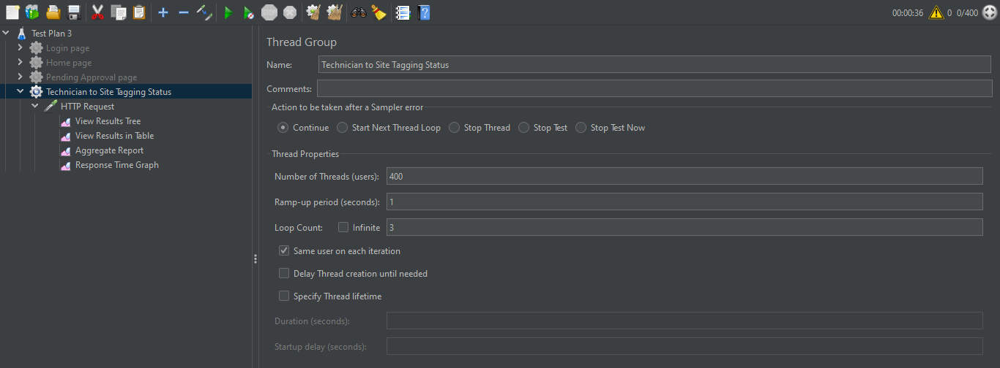 STOP
00:00:36 0 0/400
Test Plan 3
Login page
Home page
Pending Approval page
Technician to Site Tagging Status
HTTP Request
View Results Tree
View Results in Table
Aggregate Report
Response Time Graph
Thread Group
Name: Technician to Site Tagging Status
Comments:
Action to be taken after a Sampler error
Continue Start Next Thread Loop Stop Thread Stop Test Stop Test Now
Thread Properties
Number of Threads (users): 400
Ramp-up period (seconds): 1
Loop Count: Infinite 3
Same user on each iteration
Delay Thread creation until needed
Specify Thread lifetime
Duration (seconds):
Startup delay (seconds):